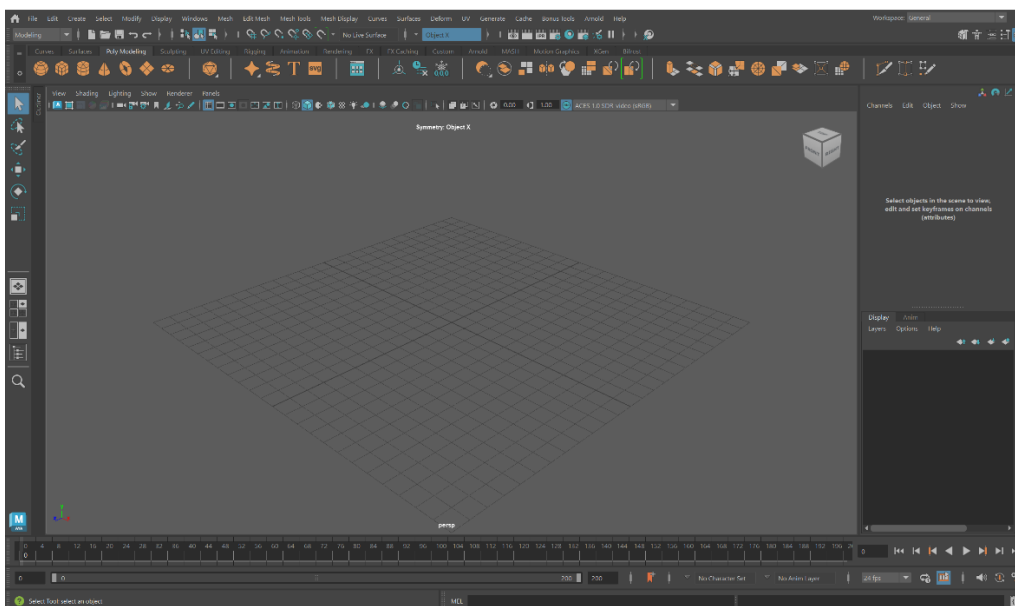 File Edit Create Select Modify Display Windows Mesh Edit Mesh Mesh Tools Mesh Display Curves Surfaces Deform UV Generate Cache Bonus Tools Arnold Help
Workspace: General
Modeling
No Live Surface
Object X
Curves Surfaces Poly Modeling Sculpting UV Editing Rigging Animation Rendering FX FX Caching Custom Arnold MASH Motion Graphics XGen Bifrost
SVG
View Shading Lighting Show Renderer Panels
Outliner
0.00 1.00 ACES 1.0 SDR-video (sRGB)
Channels Edit Object Show
Symmetry: Object X
FRONT RIGHT
Select objects in the scene to view,
edit and set keyframes on channels
(attributes)
Display Anim
Layers Options Help
persp
M
0 4 8 12 16 20 24 28 32 36 40 44 48 52 56 60 64 68 72 76 80 84 88 92 96 100 104 108 112 116 120 124 128 132 136 140 144 148 152 156 160 164 168 172 176 180 184 188 192 196
0
0
0 0 200 200 No Character Set No Anim Layer 24 fps
Select Tool: select an object
MEL